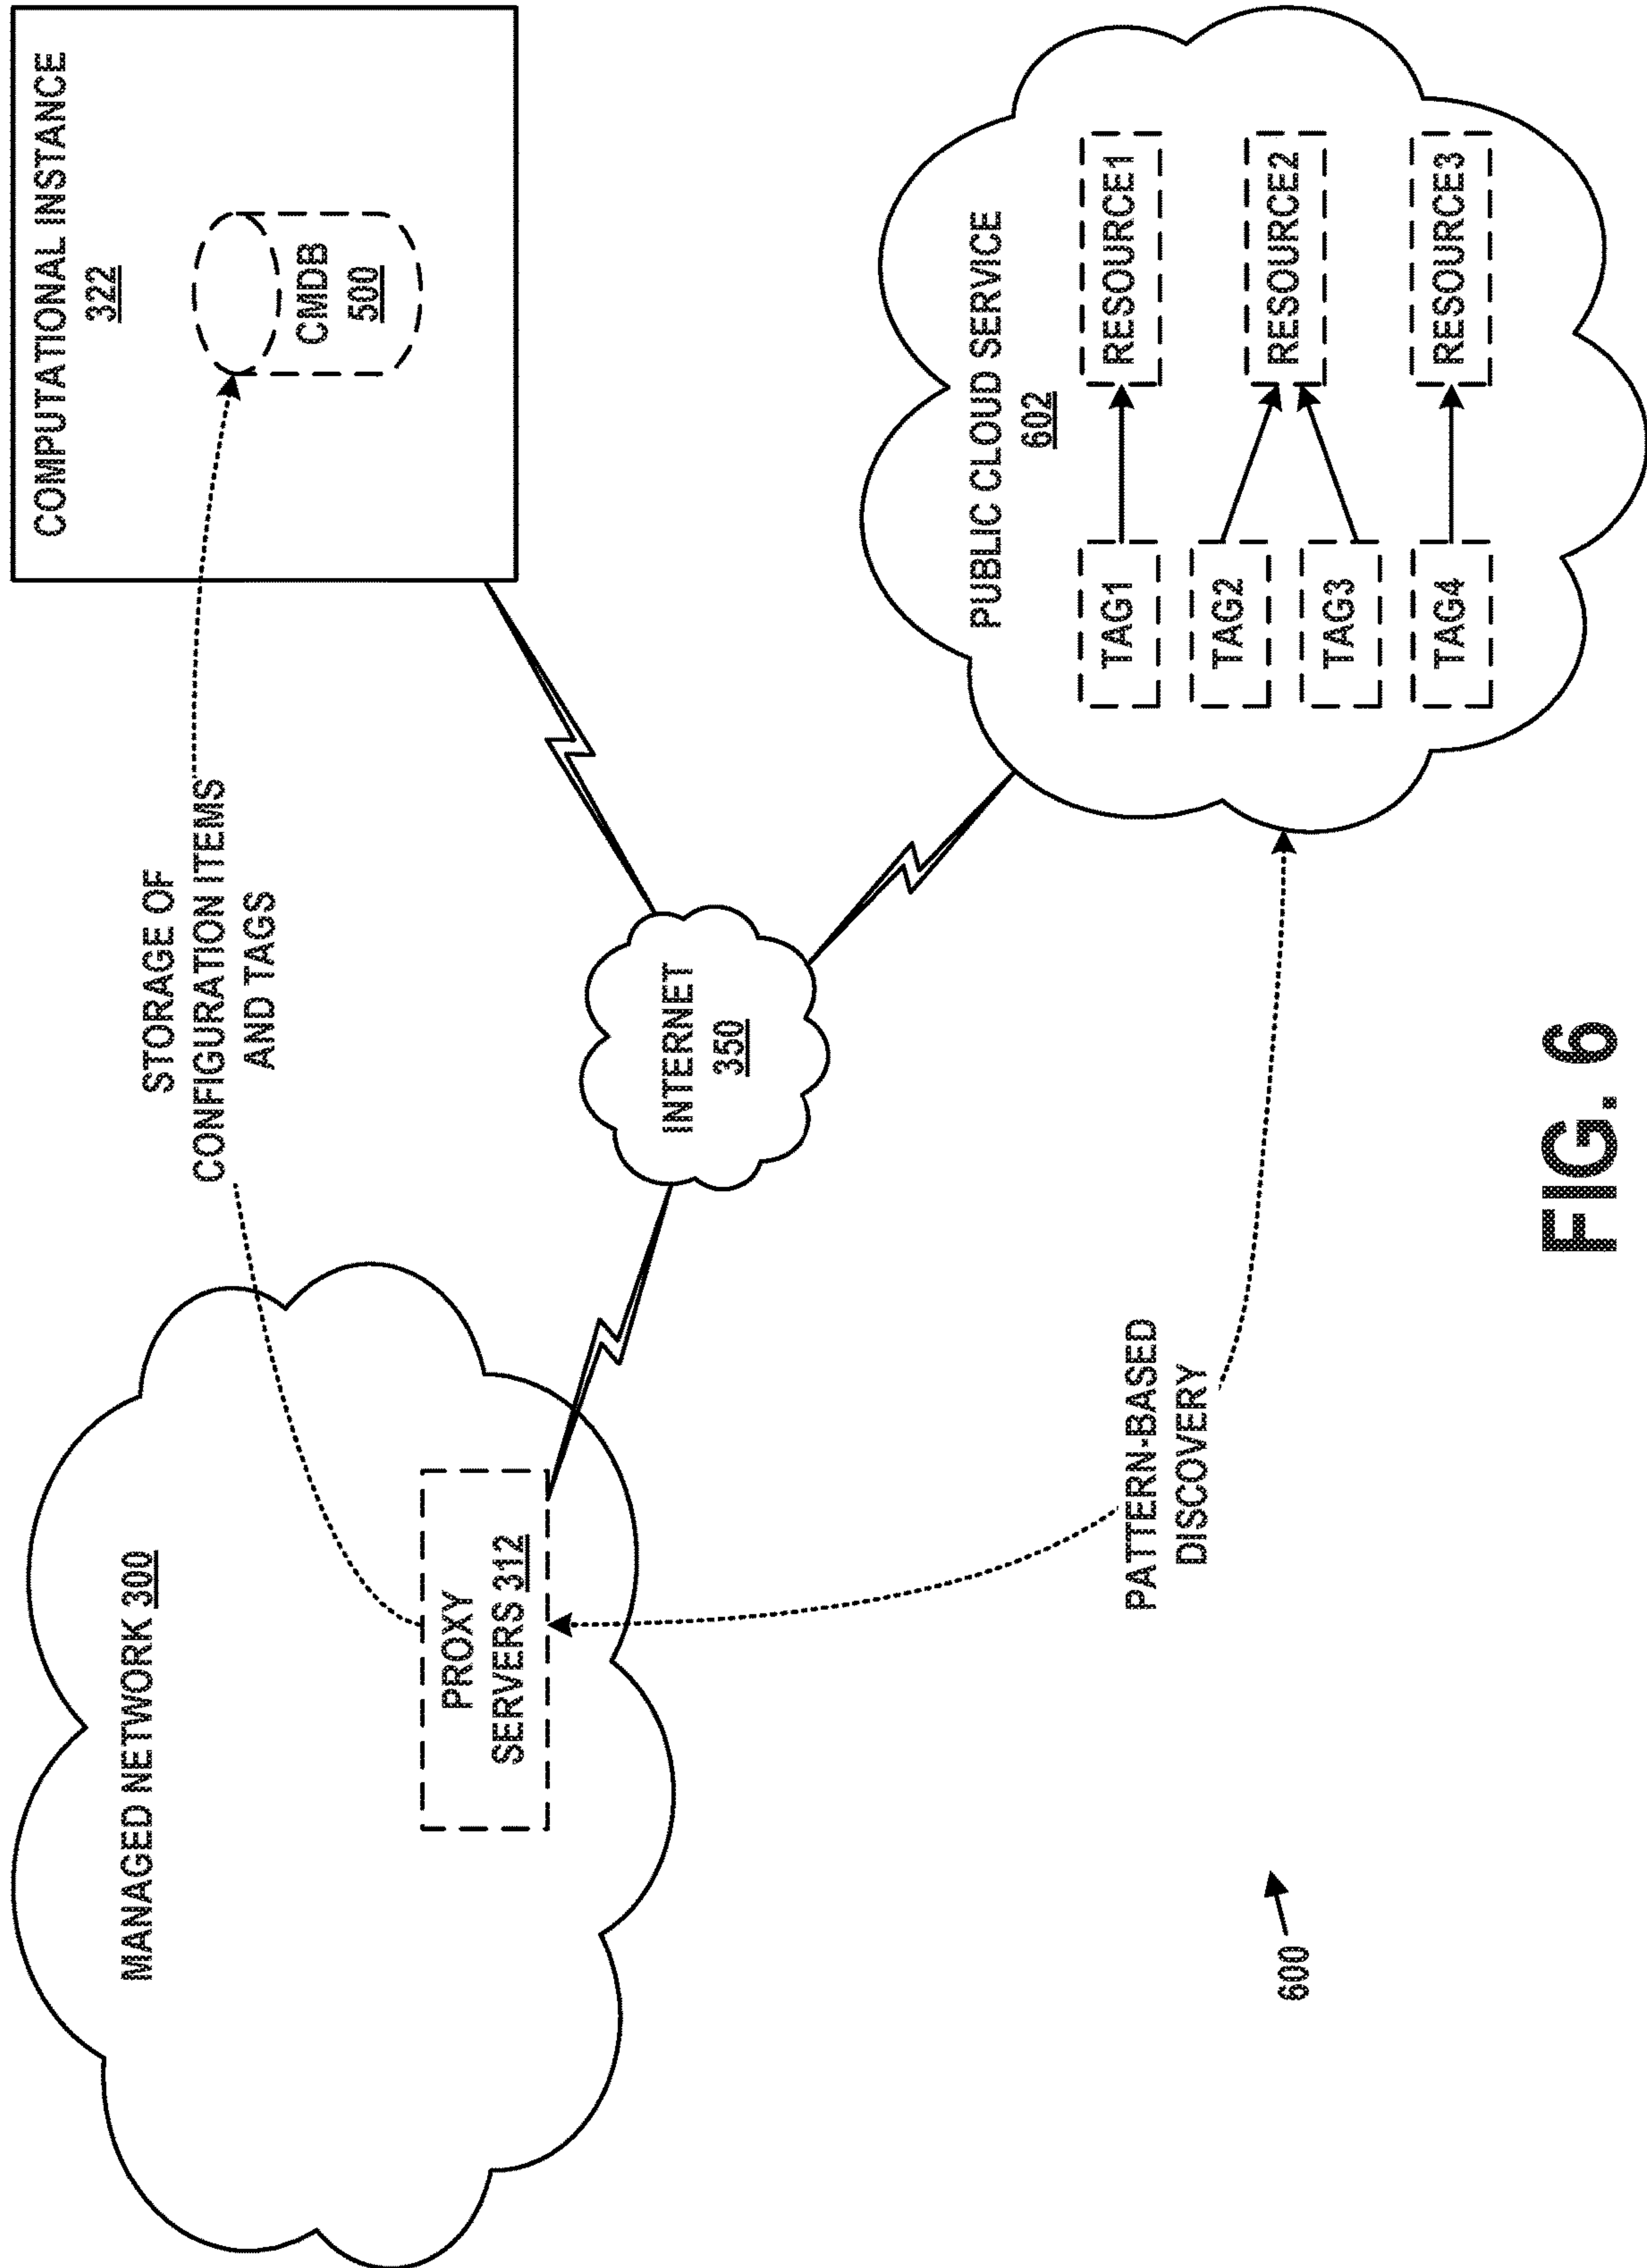 MANAGED NETWORK 300
PROXY
SERVERS 312
STORAGE OF
CONFIGURATION ITEMS
AND TAGS
COMPUTATIONAL INSTANCE
322
CMDB
500
INTERNET
350
PATTERN-BASED
DISCOVERY
PUBLIC CLOUD SERVICE
602
TAG1
RESOURCE1
TAG2
RESOURCE2
TAG3
TAG4
RESOURCE3
600
FIG. 6